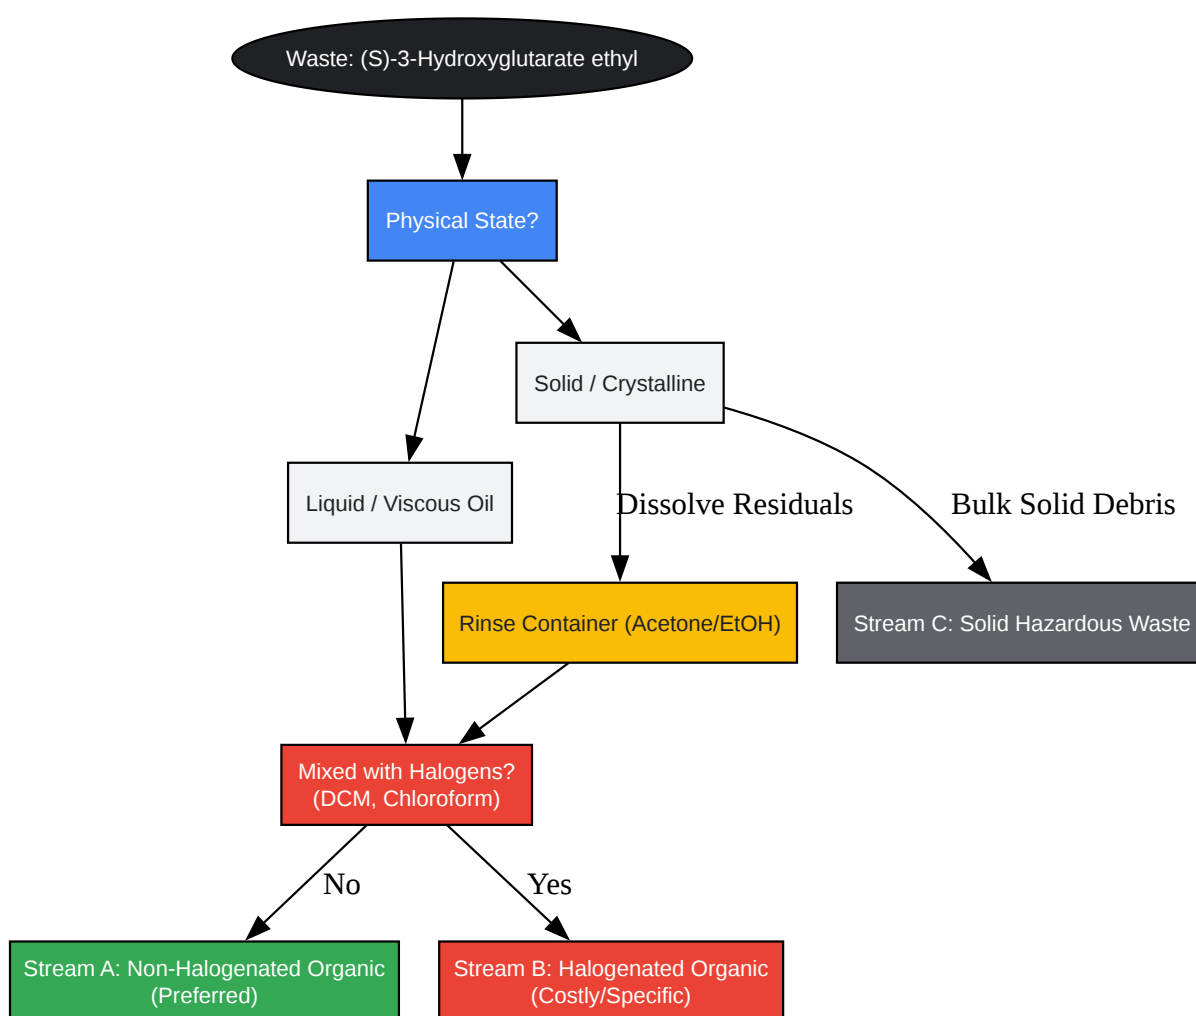 Waste: (S)-3-Hydroxyglutarate ethyl
Physical State?
Solid / Crystalline
Liquid / Viscous Oil
Dissolve Residuals
Bulk Solid Debris
Rinse Container (Acetone/EtOH)
Stream C: Solid Hazardous Waste
Mixed with Halogens?
(DCM, Chloroform)
No
Yes
Stream A: Non-Halogenated Organic
(Preferred)
Stream B: Halogenated Organic
(Costly/Specific)